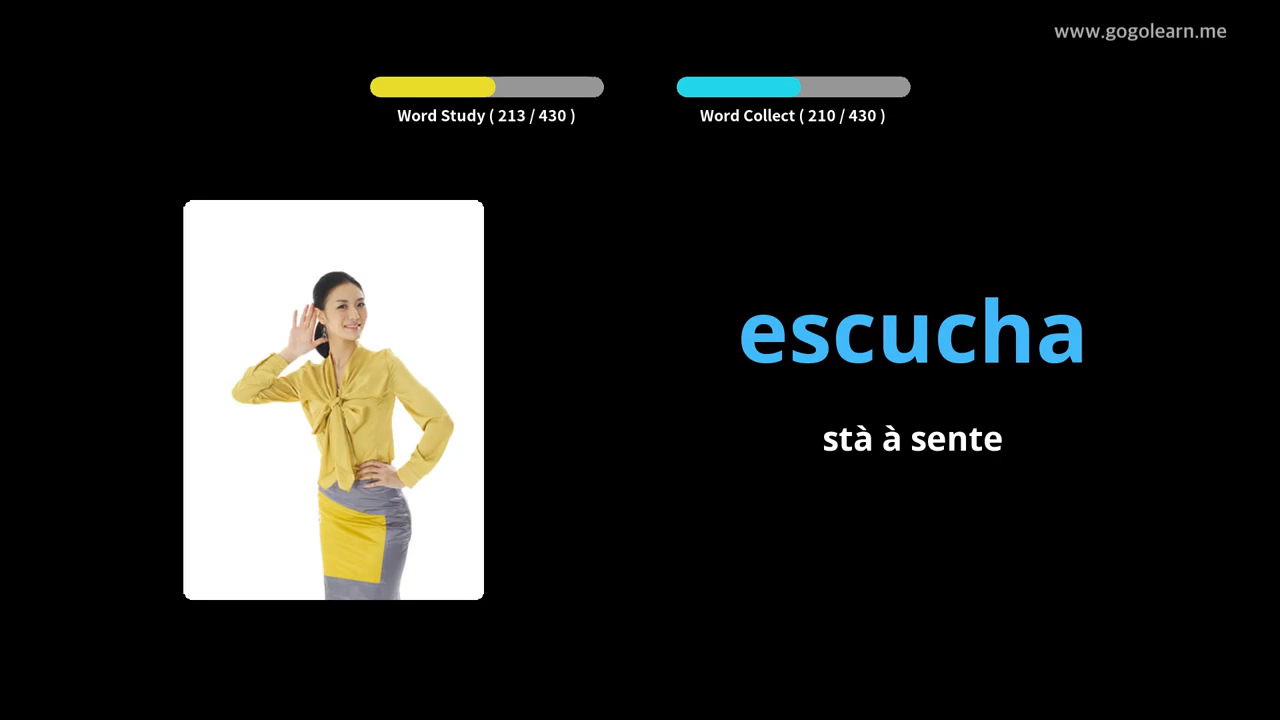 www.gogolearn.me
Word Study ( 213 / 430 )
Word Collect ( 210 / 430 )
escucha
stà à sente